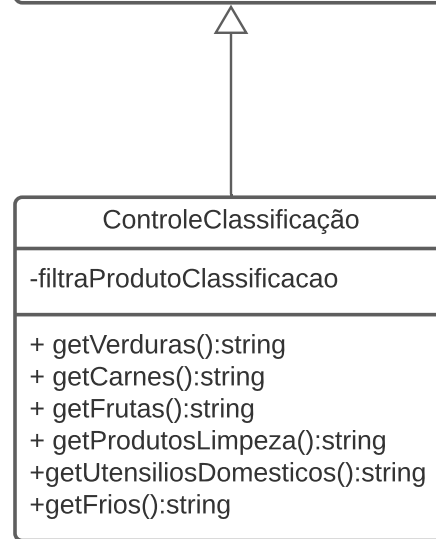 ControleClassificação
-filtraProdutoClassificacao
+ getVerduras():string
+ getCarnes():string
+ getFrutas():string
+ getProdutosLimpeza():string
+getUtensiliosDomesticos():string
+getFrios():string